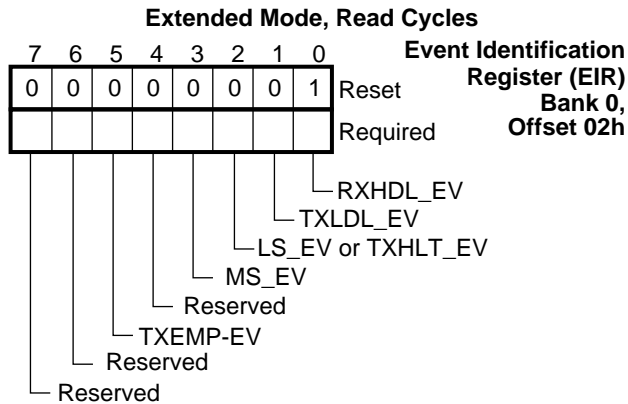 Extended Mode, Read Cycles
7 6 5 4 3 2 1 0
Event Identification
Register (EIR)
Bank 0,
Offset 02h
0 0 0 0 0 0 0 1 Reset
Required
RXHDL_EV
TXLDL_EV
LS_EV or TXHLT_EV
MS_EV
Reserved
TXEMP-EV
Reserved
Reserved